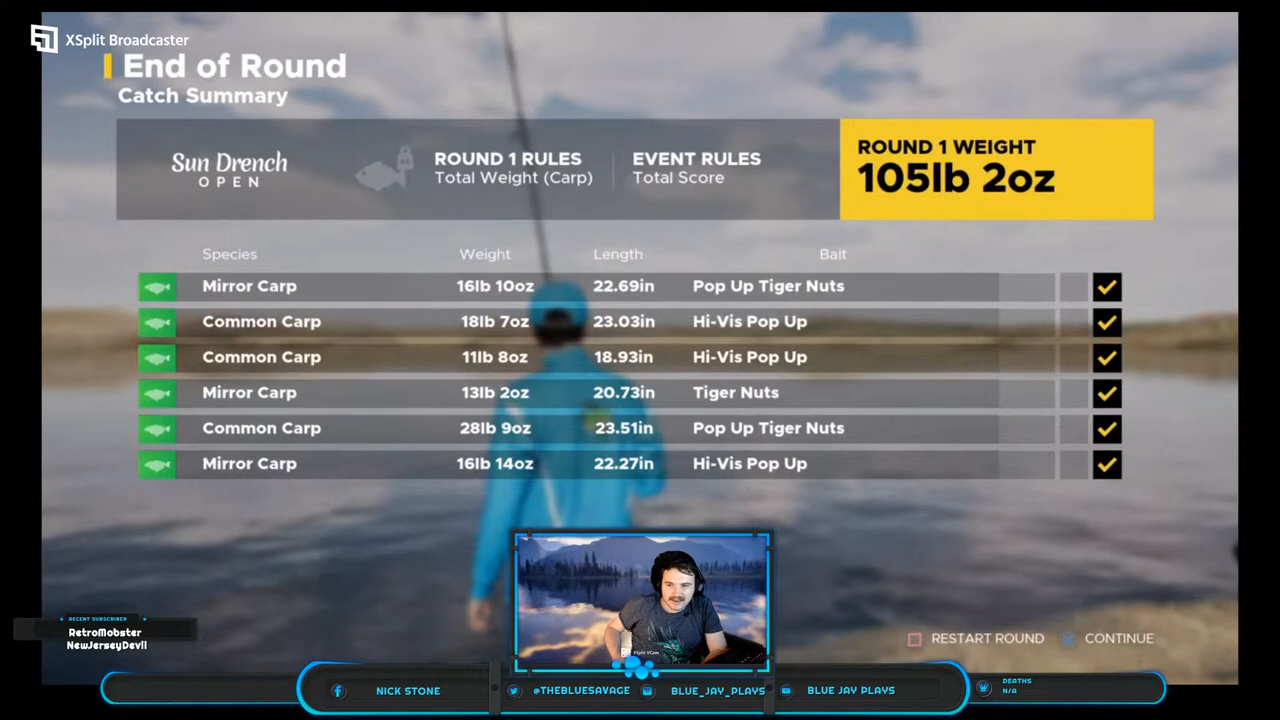 XSplit Broadcaster
End of Round
Catch Summary
Sun Drench
OPEN
ROUND 1 RULES
Total Weight (Carp)
EVENT RULES
Total Score
ROUND 1 WEIGHT
105lb 2oz
Species Weight Length Bait
Mirror Carp 16lb 10oz 22.69in Pop Up Tiger Nuts
Common Carp 18lb 7oz 23.03in Hi-Vis Pop Up
Common Carp 11lb 8oz 18.93in Hi-Vis Pop Up
Mirror Carp 13lb 2oz 20.73in Tiger Nuts
Common Carp 28lb 9oz 23.51in Pop Up Tiger Nuts
Mirror Carp 16lb 14oz 22.27in Hi-Vis Pop Up
RECENT SUBSCRIBER
RetroMobster
NewJerseyDevil
XSplit VCam
RESTART ROUND CONTINUE
NICK STONE @THEBLUESAVAGE BLUE_JAY_PLAYS BLUE JAY PLAYS
DEATHS
N/A